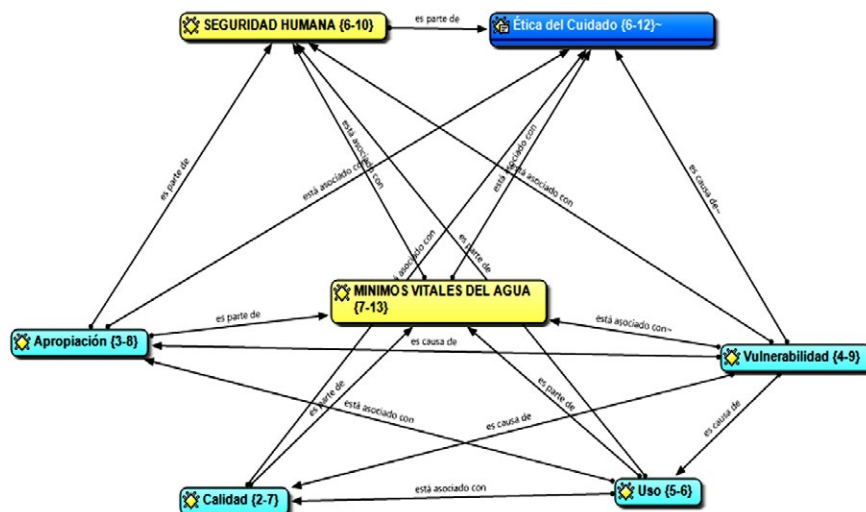 SEGURIDAD HUMANA {6-10}
es parte de
Ética del Cuidado {6-12}~
es parte de
está asociado con
está asociado con
está asociado con
está asociado con
es causa de~
está asociado con
es parte de
MINIMOS VITALES DEL AGUA
{7-13}
es parte de
está asociado con~
Apropiación {3-8}
es causa de
Vulnerabilidad {4-9}
es parte de
es parte de
está asociado con
es causa de
es causa de
Calidad {2-7}
está asociado con
Uso {5-6}